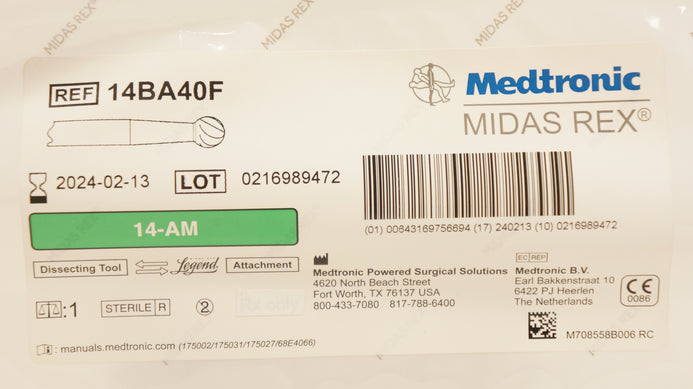 MIDAS REX
MIDAS REX
MIDAS REX
REF 14BA40F
Medtronic
MIDAS REX®
2024-02-13 LOT 0216989472
14-AM
(01) 00643169756694 (17) 240213 (10) 0216989472
Dissecting Tool Legend Attachment
Medtronic Powered Surgical Solutions
4620 North Beach Street
Fort Worth, TX 76137 USA
800-433-7080 817-788-6400
EC REP
Medtronic B.V.
Earl Bakkenstraat 10
6422 PJ Heerlen
The Netherlands
CE
0086
:1 STERILE R 2 Rx only
M708558B006 RC
i : manuals.medtronic.com (175002/175031/175027/68E4066)